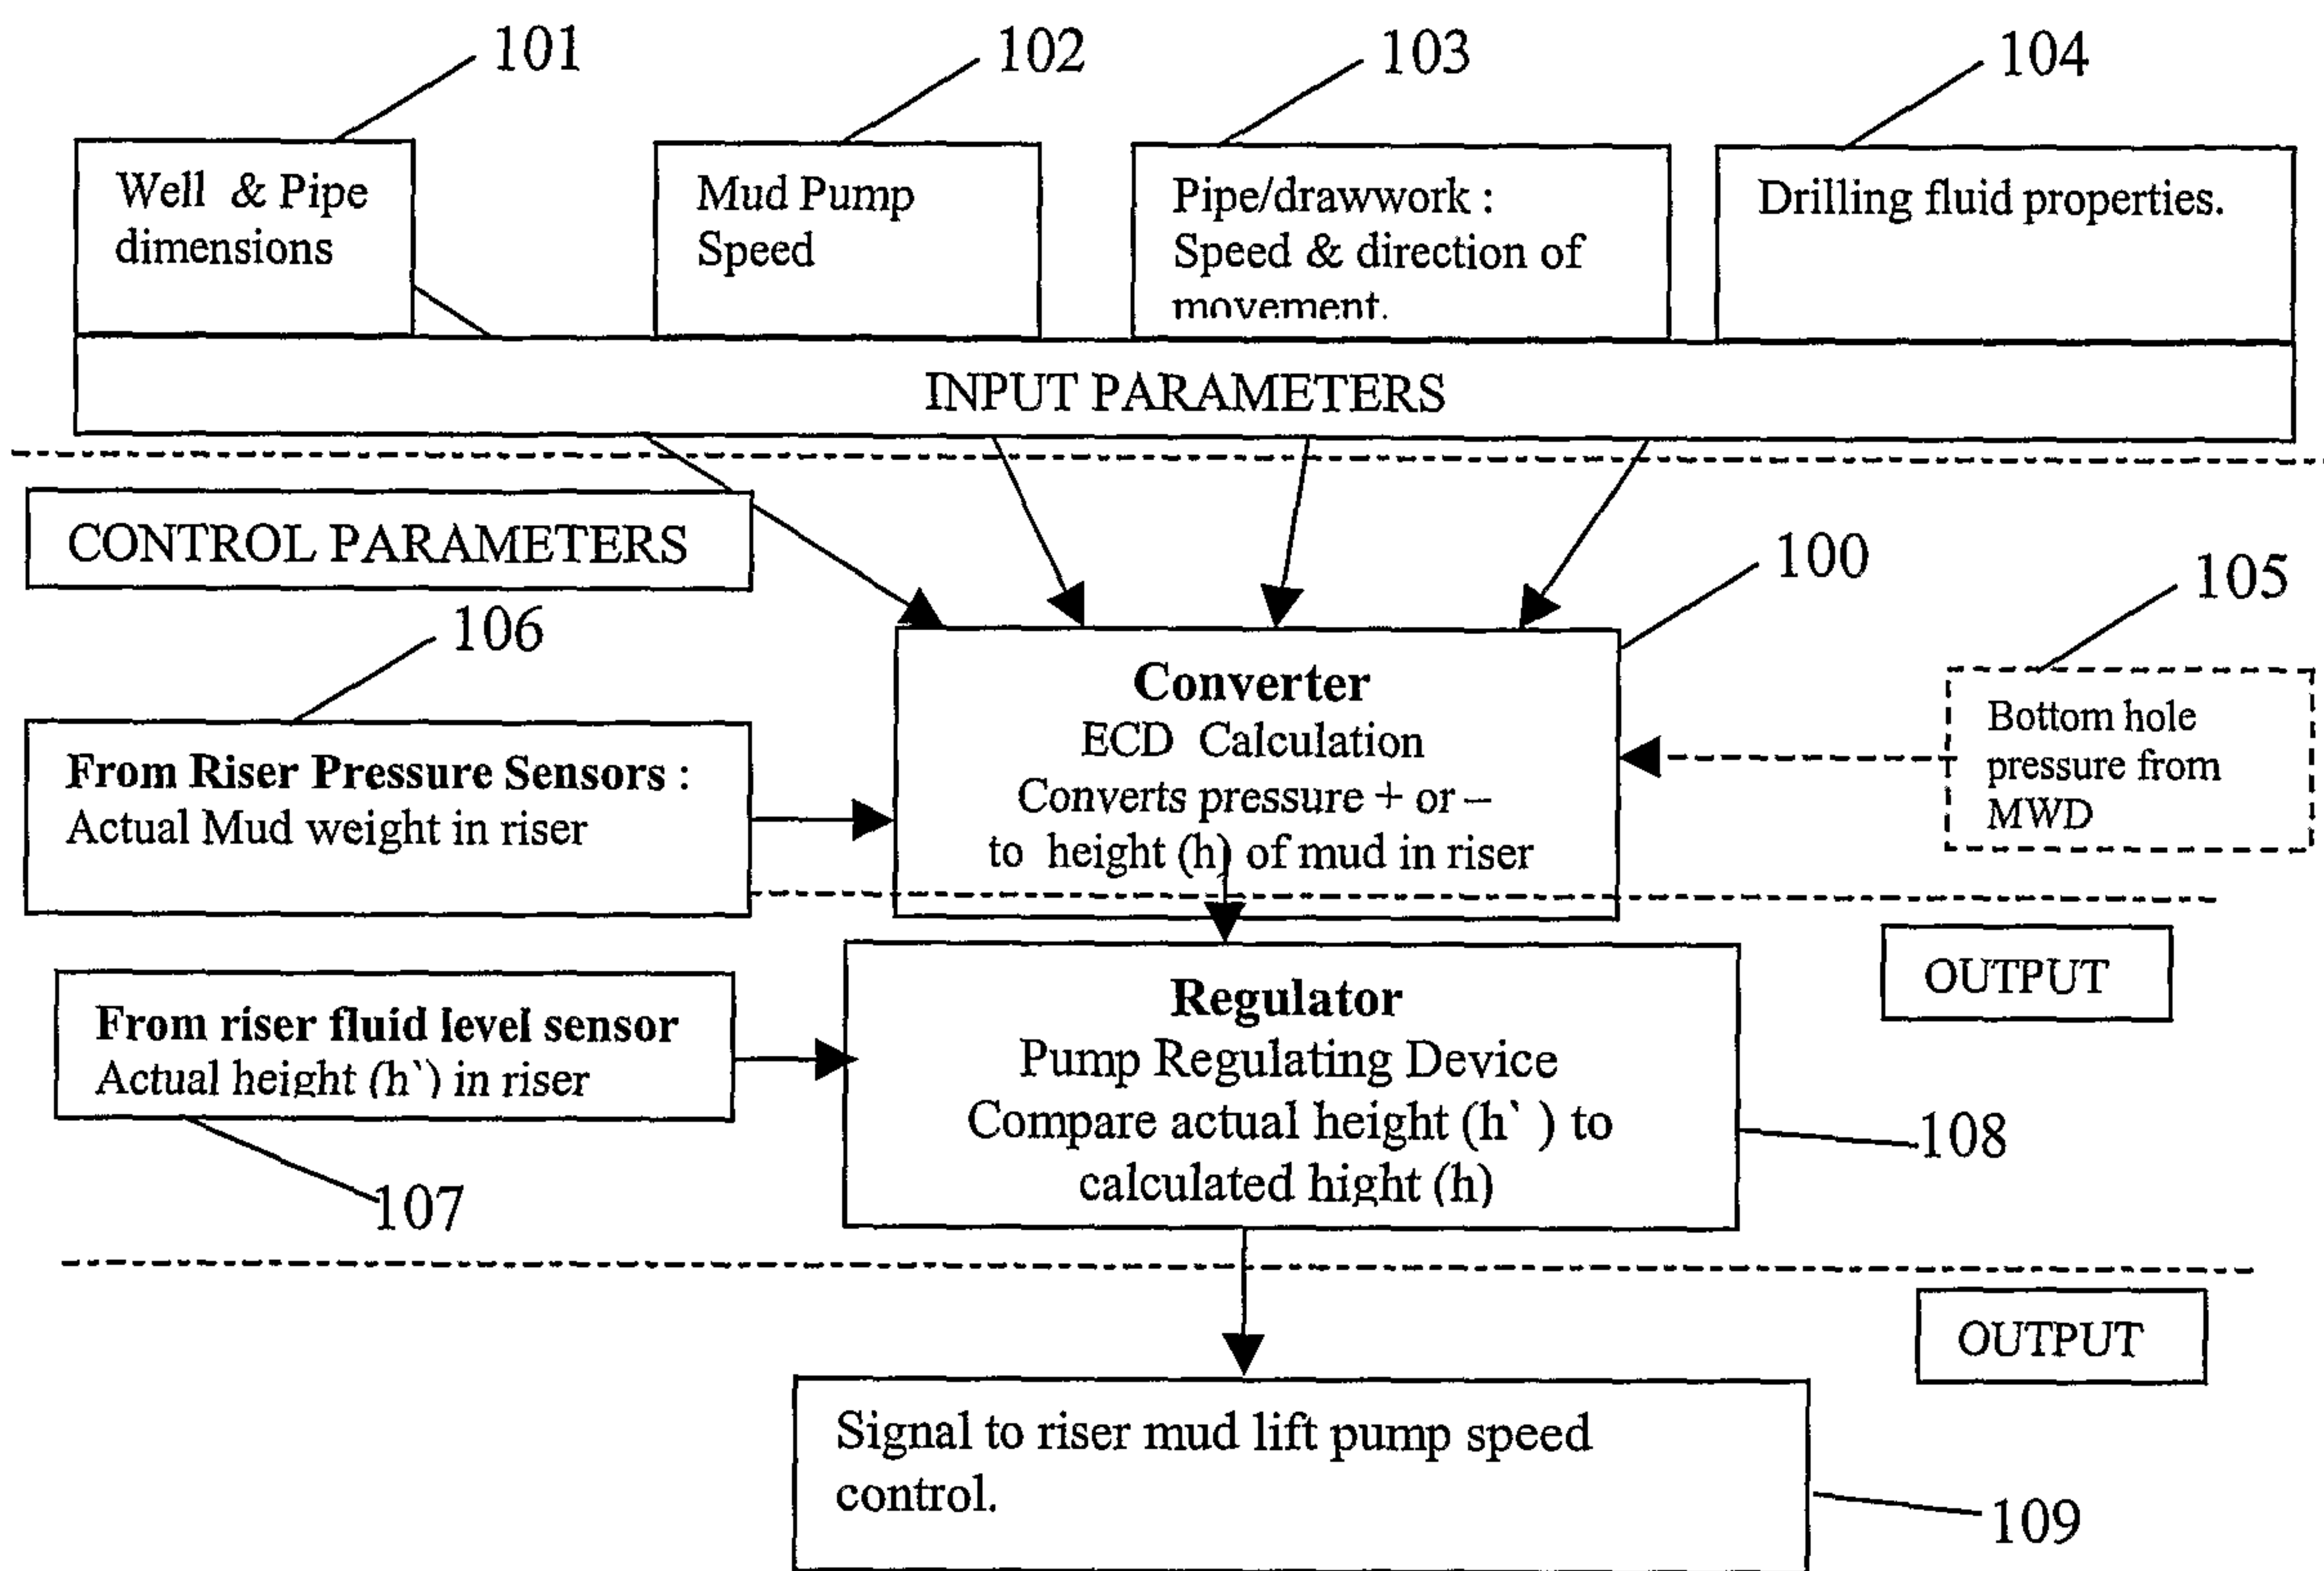 101
102
103
104
Well & Pipe
dimensions
Mud Pump
Speed
Pipe/drawwork :
Speed & direction of
movement.
Drilling fluid properties.
INPUT PARAMETERS
CONTROL PARAMETERS
100
105
106
Converter
ECD Calculation
Converts pressure + or –
to height (h) of mud in riser
Bottom hole
pressure from
MWD
From Riser Pressure Sensors :
Actual Mud weight in riser
OUTPUT
From riser fluid level sensor
Actual height (h`) in riser
107
Regulator
Pump Regulating Device
Compare actual height (h` ) to
calculated hight (h)
108
OUTPUT
Signal to riser mud lift pump speed
control.
109